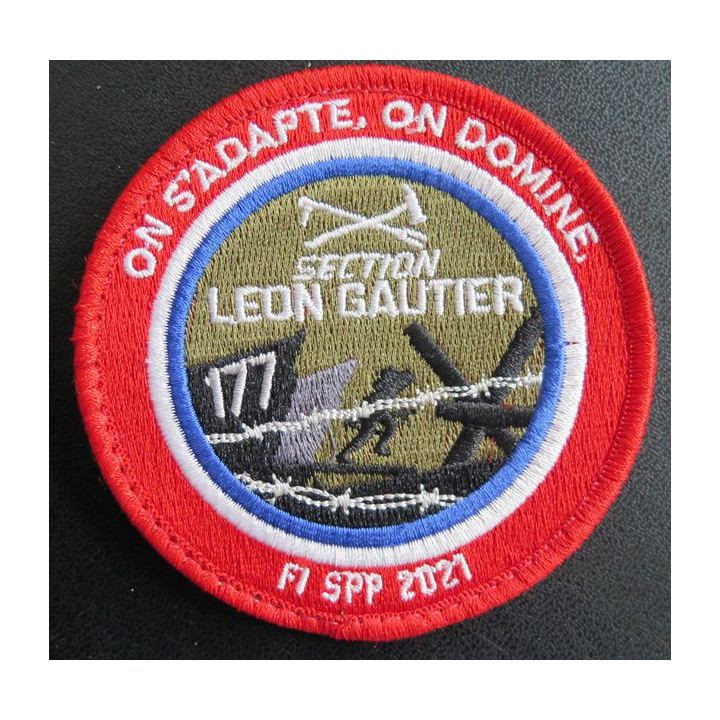 ON S'ADAPTE, ON DOMINE,
SECTION
LEON GAUTIER
177
FI SPP 2021